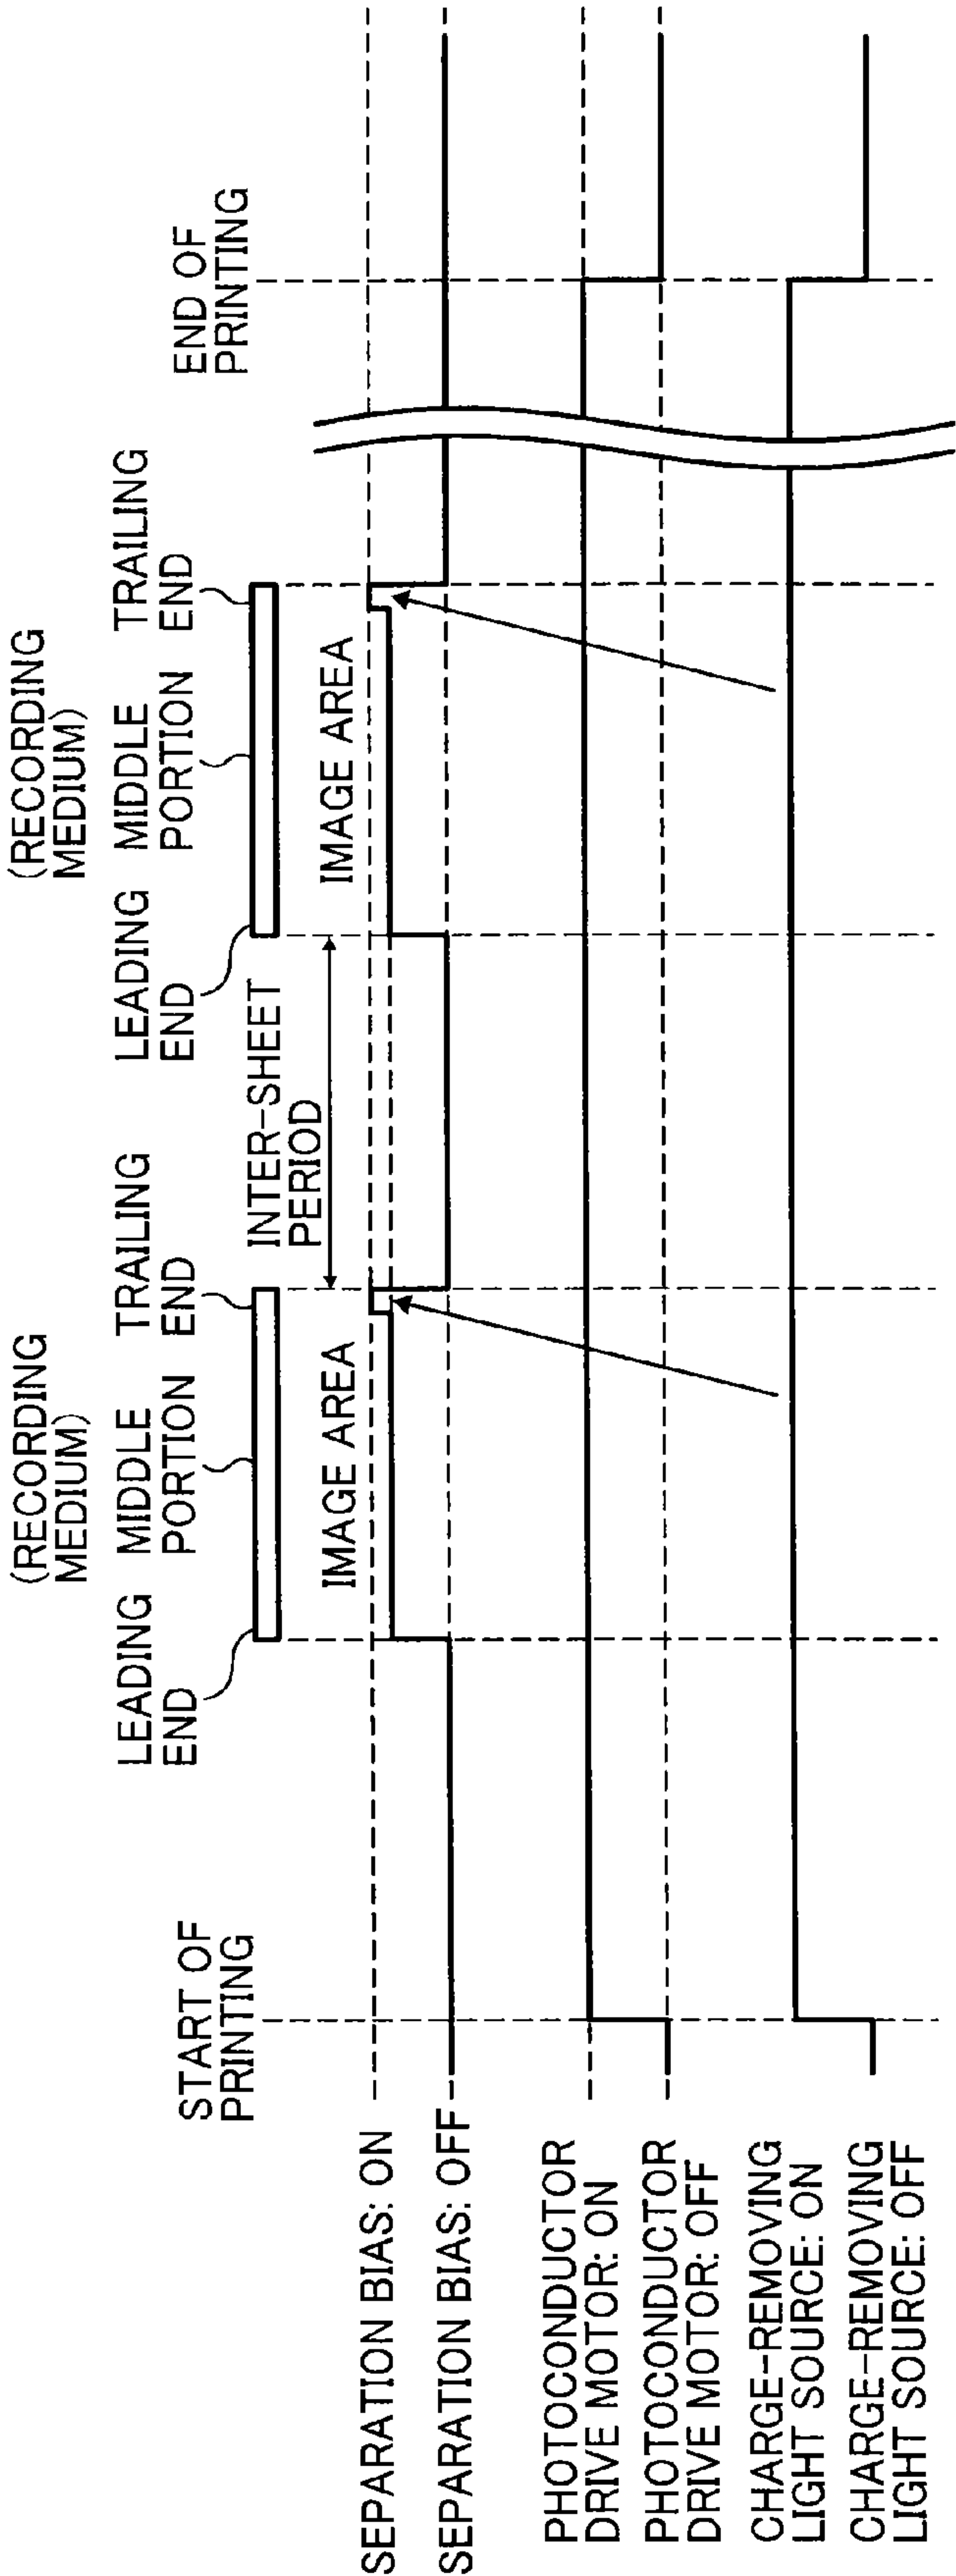 START OF
PRINTING
(RECORDING
MEDIUM)
LEADING
END
MIDDLE
PORTION
TRAILING
END
INTER-SHEET
PERIOD
(RECORDING
MEDIUM)
LEADING
END
MIDDLE
PORTION
TRAILING
END
END OF
PRINTING
IMAGE AREA
IMAGE AREA
SEPARATION BIAS: ON
SEPARATION BIAS: OFF
PHOTOCONDUCTOR
DRIVE MOTOR: ON
PHOTOCONDUCTOR
DRIVE MOTOR: OFF
CHARGE-REMOVING
LIGHT SOURCE: ON
CHARGE-REMOVING
LIGHT SOURCE: OFF